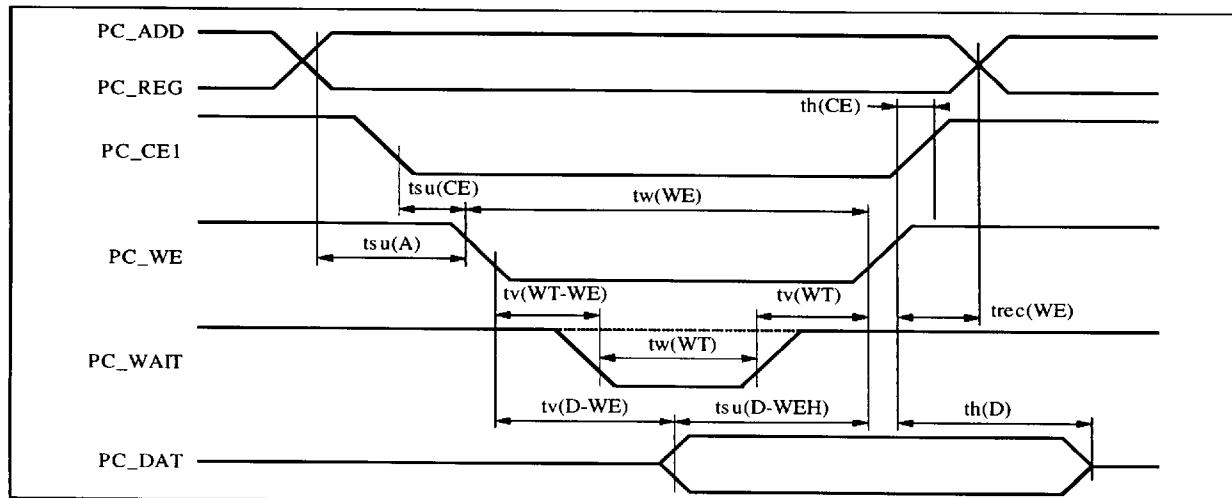 PC_ADD
PC_REG
th(CE)
PC_CE1
tsu(CE)
tw(WE)
PC_WE
tsu(A)
tv(WT-WE)
tv(WT)
trec(WE)
PC_WAIT
tw(WT)
tv(D-WE)
tsu(D-WEH)
th(D)
PC_DAT